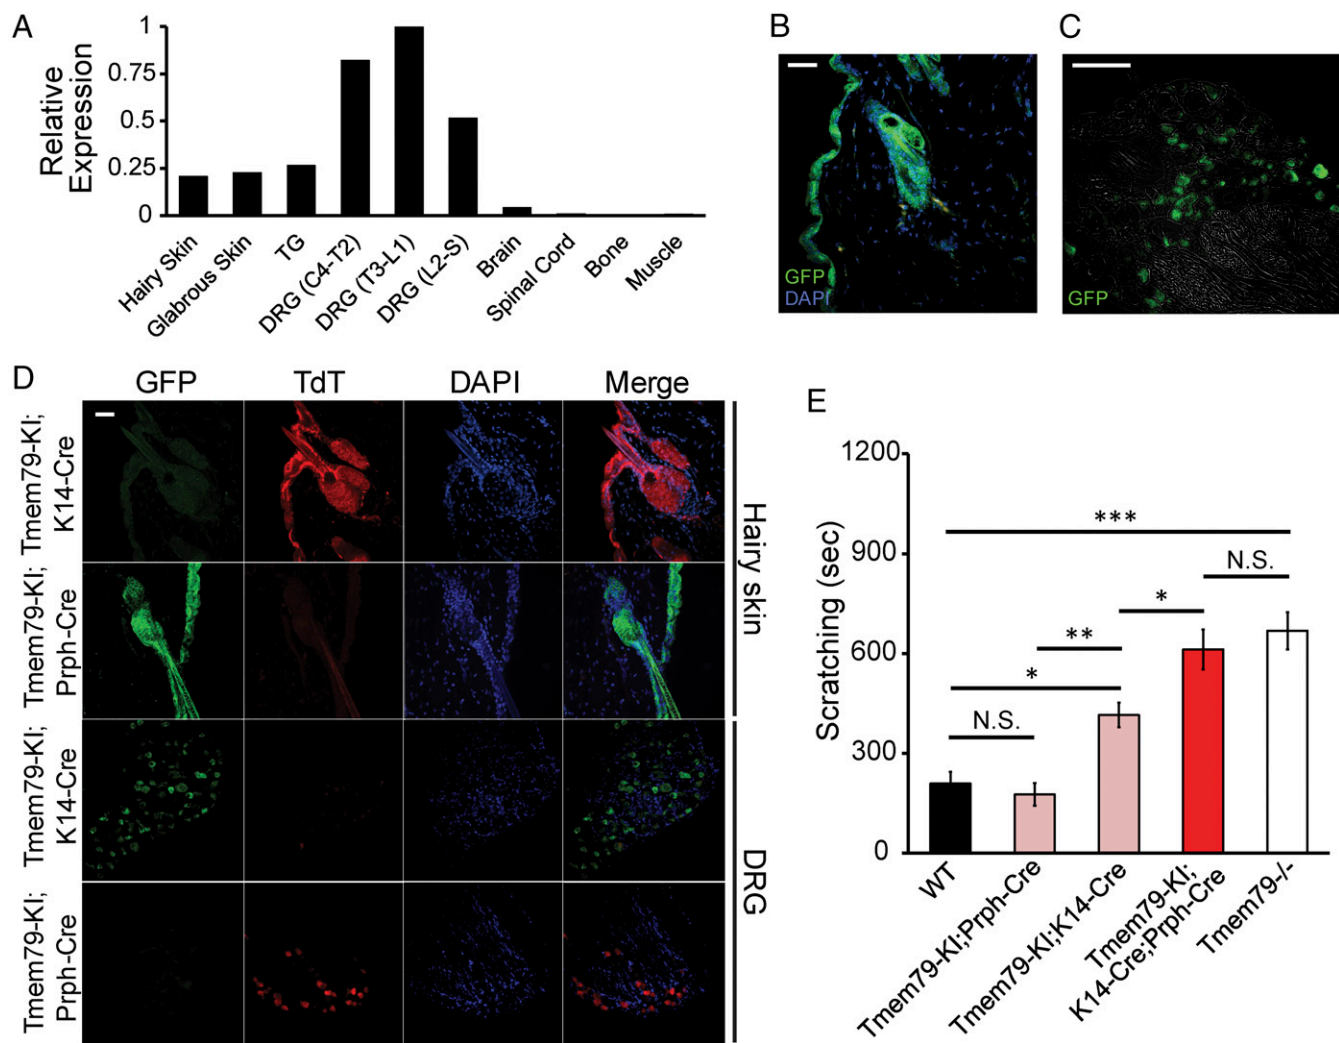 A
Relative
Expression
1
0.75
0.5
0.25
0
Hairy Skin
Glabrous Skin
TG
DRG (C4-T2)
DRG (T3-L1)
DRG (L2-S)
Brain
Spinal Cord
Bone
Muscle
B
GFP
DAPI
C
GFP
D
GFP
TdT
DAPI
Merge
Tmem79-KI;
K14-Cre
Tmem79-KI;
Prph-Cre
Tmem79-KI;
K14-Cre
Tmem79-KI;
Prph-Cre
Hairy skin
DRG
E
Scratching (sec)
1200
900
600
300
0
***
N.S.
*
**
*
N.S.
WT
Tmem79-KI;Prph-Cre
Tmem79-KI;K14-Cre
Tmem79-KI;
K14-Cre;Prph-Cre
Tmem79-/-